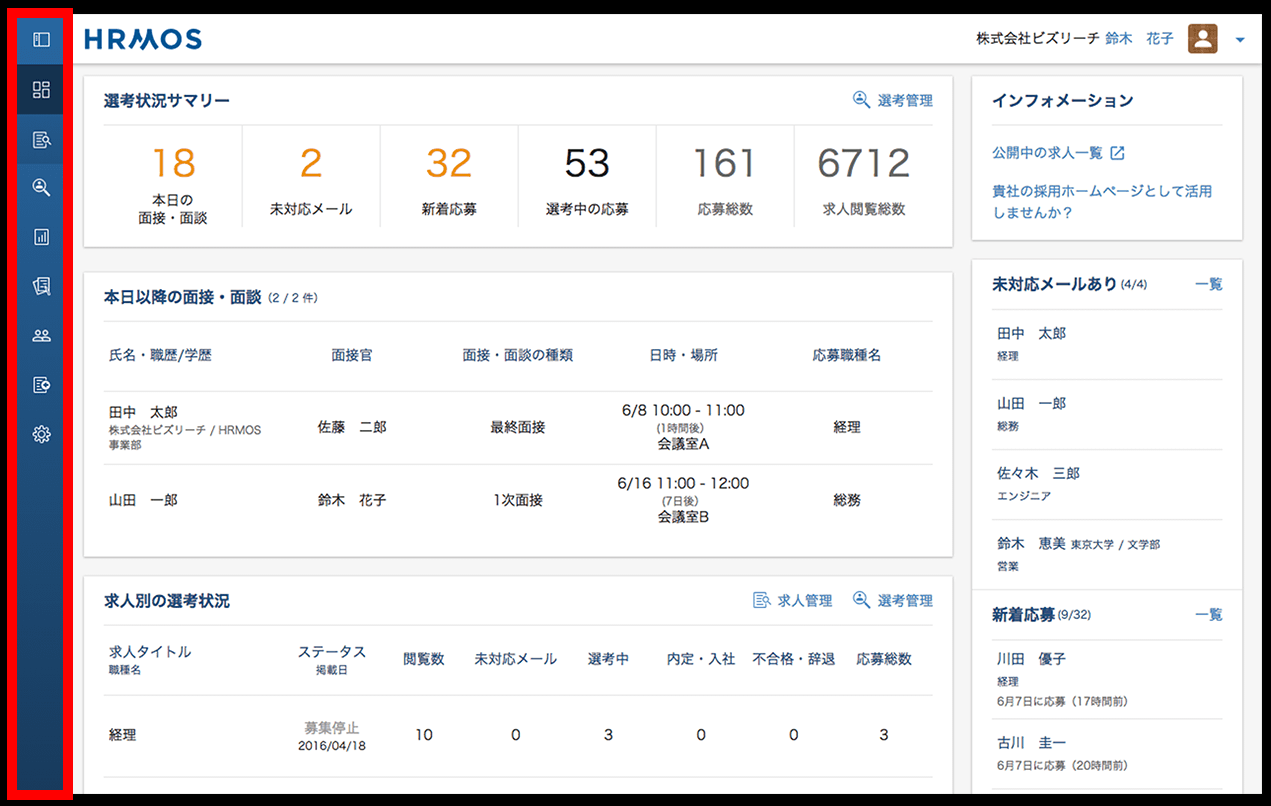 HRMOS
株式会社ビズリーチ 鈴木 花子
選考状況サマリー
選考管理
18
本日の
面接・面談
2
未対応メール
32
新着応募
53
選考中の応募
161
応募総数
6712
求人閲覧総数
本日以降の面接・面談 (2 / 2 件)
氏名・職歴/学歴 面接官 面接・面談の種類 日時・場所 応募職種名
田中 太郎
株式会社ビズリーチ / HRMOS
事業部
佐藤 二郎
最終面接
6/8 10:00 - 11:00
(1時間後)
会議室A
経理
山田 一郎
鈴木 花子
1次面接
6/16 11:00 - 12:00
(7日後)
会議室B
総務
求人別の選考状況
求人管理
選考管理
求人タイトル
職種名
ステータス
掲載日
閲覧数 未対応メール 選考中 内定・入社 不合格・辞退 応募総数
経理
募集停止
2016/04/18
10 0 3 0 0 3
インフォメーション
公開中の求人一覧
貴社の採用ホームページとして活用
しませんか？
未対応メールあり (4/4) 一覧
田中 太郎
経理
山田 一郎
総務
佐々木 三郎
エンジニア
鈴木 恵美 東京大学 / 文学部
営業
新着応募 (9/32) 一覧
川田 優子
経理
6月7日に応募（17時間前）
古川 圭一
6月7日に応募（20時間前）